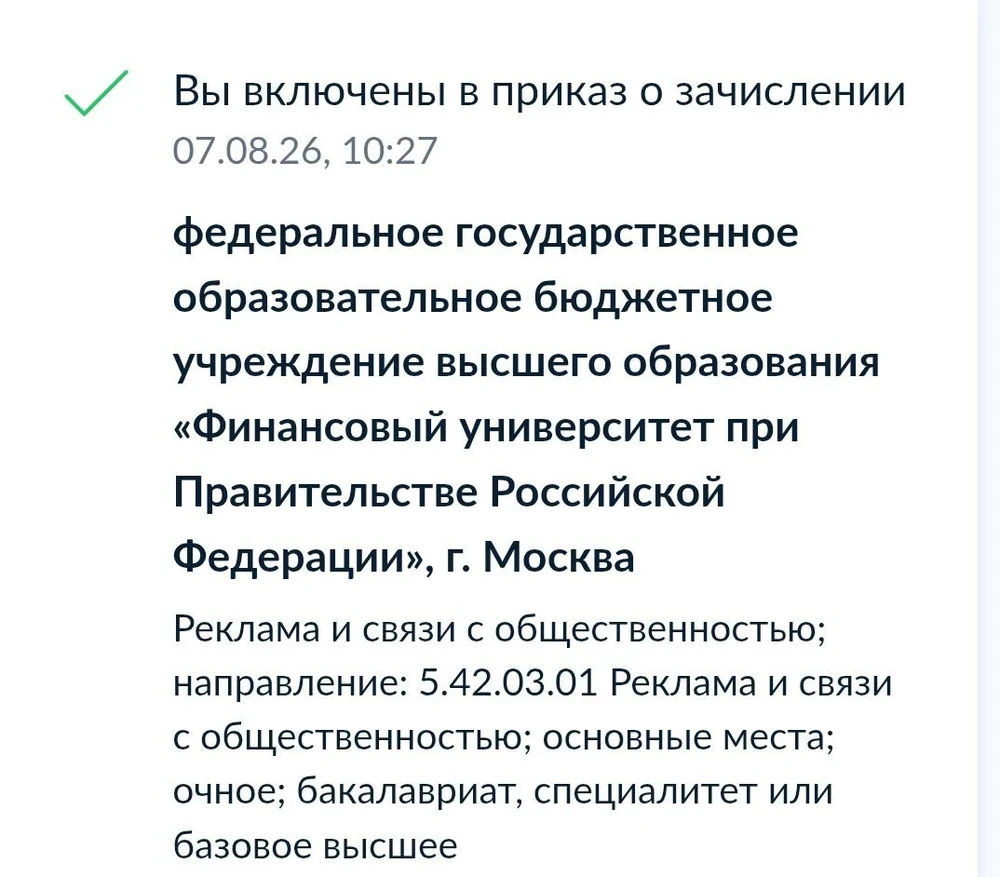 Вы включены в приказ о зачислении
07.08.26, 10:27
федеральное государственное
образовательное бюджетное
учреждение высшего образования
«Финансовый университет при
Правительстве Российской
Федерации», г. Москва
Реклама и связи с общественностью;
направление: 5.42.03.01 Реклама и связи
с общественностью; основные места;
очное; бакалавриат, специалитет или
базовое высшее